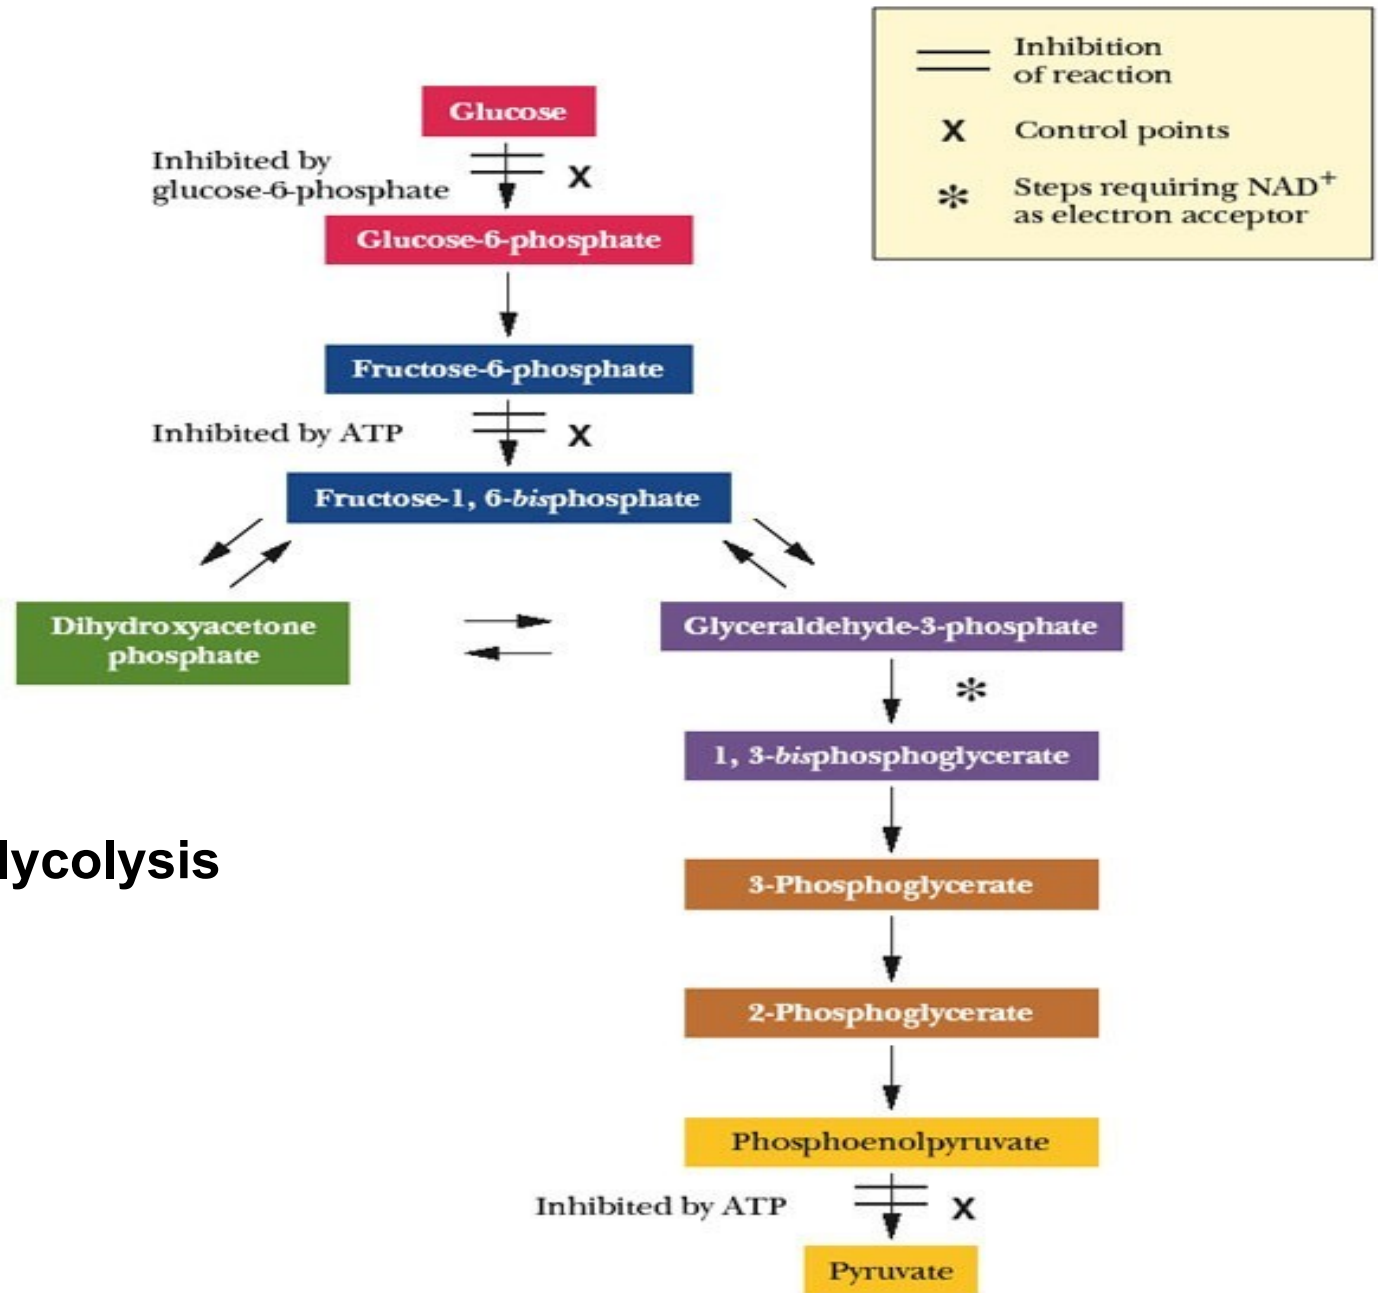 Inhibition
of reaction
X Control points
* Steps requiring NAD+
as electron acceptor
Glucose
Inhibited by
glucose-6-phosphate
X
Glucose-6-phosphate
Fructose-6-phosphate
Inhibited by ATP
X
Fructose-1, 6-bisphosphate
Dihydroxyacetone
phosphate
Glyceraldehyde-3-phosphate
*
1, 3-bisphosphoglycerate
lycolysis
3-Phosphoglycerate
2-Phosphoglycerate
Phosphoenolpyruvate
Inhibited by ATP
X
Pyruvate